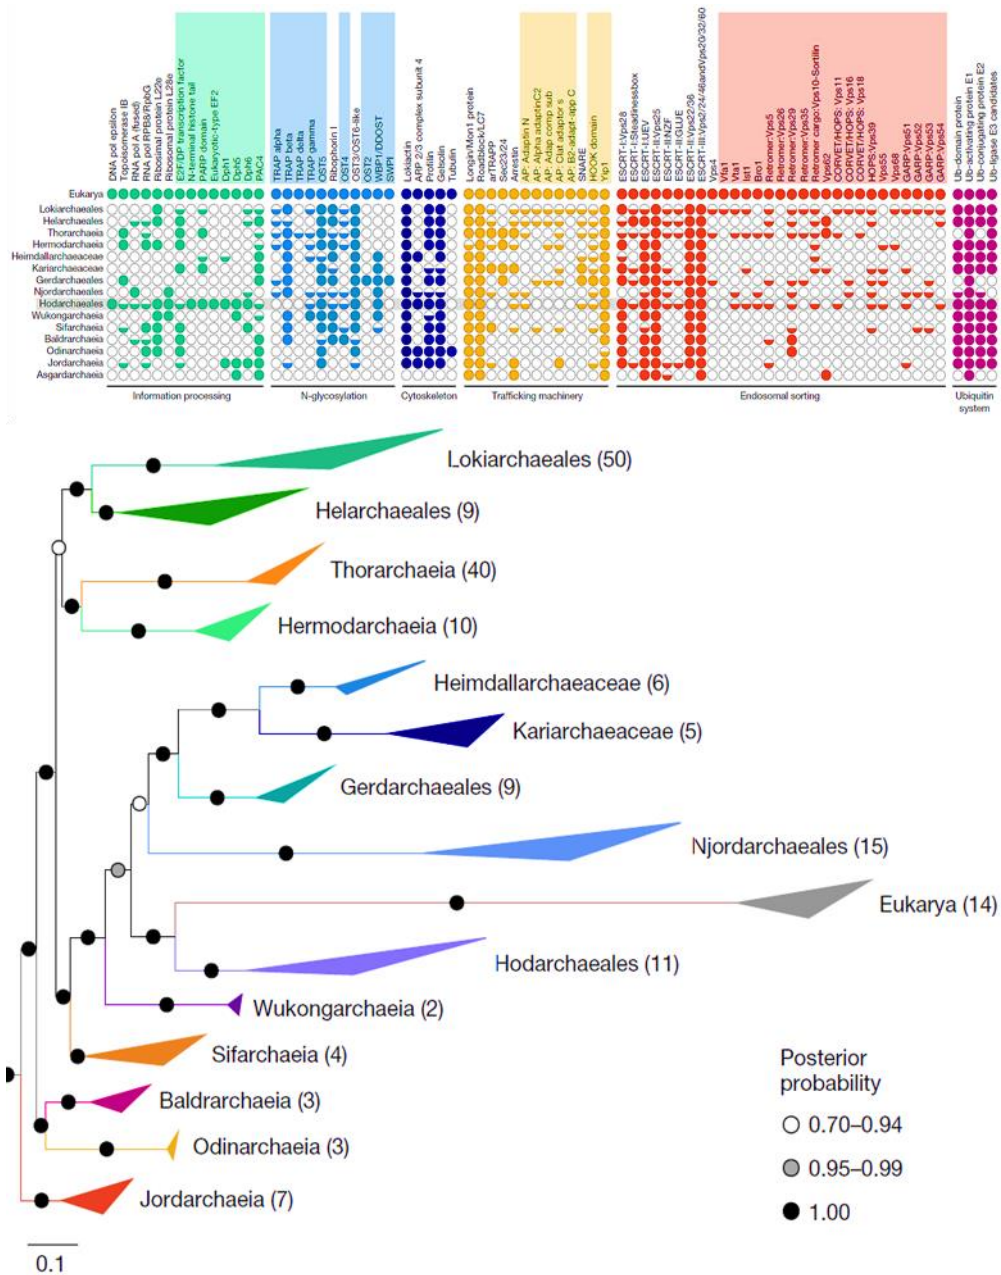 DNA pol epsilon
Topoisomerase IB
RNA pol A (fused)
RNA pol RPB8/RpbG
Ribosomal protein L22e
Ribosomal protein L28e
E2F/DP transcription factor
N-terminal histone tail
PARP domain
Eukaryotic-type EF2
Dph1
Dph5
Dph6
PAC4
TRAP alpha
TRAP beta
TRAP delta
TRAP gamma
OST5
Ribophorin I
OST4
OST3/OST6-like
OST2
WBP1/DDOST
SWPI
Lokiactin
ARP 2/3 complex subunit 4
Profilin
Gelsolin
Tubulin
Longin/Mon1 protein
Roadblock/LC7
arTRAPP
Sec23/24
Arrestin
AP: Adaptin N
AP: Alpha adaptinC2
AP: Adap comp sub
AP: Clat adaptor s
AP: B2-adapt-app C
SNARE
HOOK domain
Yip1
ESCRT-I:Vps28
ESCRT-I:Steadinessbox
ESCRT-I:UEV
ESCRT-II:Vps25
ESCRT-II:NZF
ESCRT-II:GLUE
ESCRT-II:Vps22/36
ESCRT-III:Vps2/24/46andVps20/32/60
Vps4
Vfa1
Vta1
Ist1
Bro1
Retromer:Vps5
Retromer:Vps26
Retromer:Vps29
Retromer:Vps35
Retromer cargo:Vps10-Sortilin
Vps62
CORVET/HOPS: Vps11
CORVET/HOPS: Vps16
CORVET/HOPS: Vps18
HOPS:Vps39
Vps55
Vps68
GARP:Vps51
GARP:Vps52
GARP:Vps53
GARP:Vps54
Ub-domain protein
Ub-activating protein E1
Ub-conjugating protein E2
Ub-ligase E3 candidates
Eukarya
Lokiarchaeales
Helarchaeales
Thorarchaeia
Hermodarchaeia
Heimdallarchaeaceae
Kariarchaeaceae
Gerdarchaeales
Njordarchaeales
Hodarchaeales
Wukongarchaeia
Sifarchaeia
Baldrarchaeia
Odinarchaeia
Jordarchaeia
Asgardarchaeia
Information processing
N-glycosylation
Cytoskeleton
Trafficking machinery
Endosomal sorting
Ubiquitin
system
Lokiarchaeales (50)
Helarchaeales (9)
Thorarchaeia (40)
Hermodarchaeia (10)
Heimdallarchaeaceae (6)
Kariarchaeaceae (5)
Gerdarchaeales (9)
Njordarchaeales (15)
Eukarya (14)
Hodarchaeales (11)
Wukongarchaeia (2)
Sifarchaeia (4)
Baldrarchaeia (3)
Odinarchaeia (3)
Jordarchaeia (7)
Posterior
probability
0.70–0.94
0.95–0.99
1.00
0.1